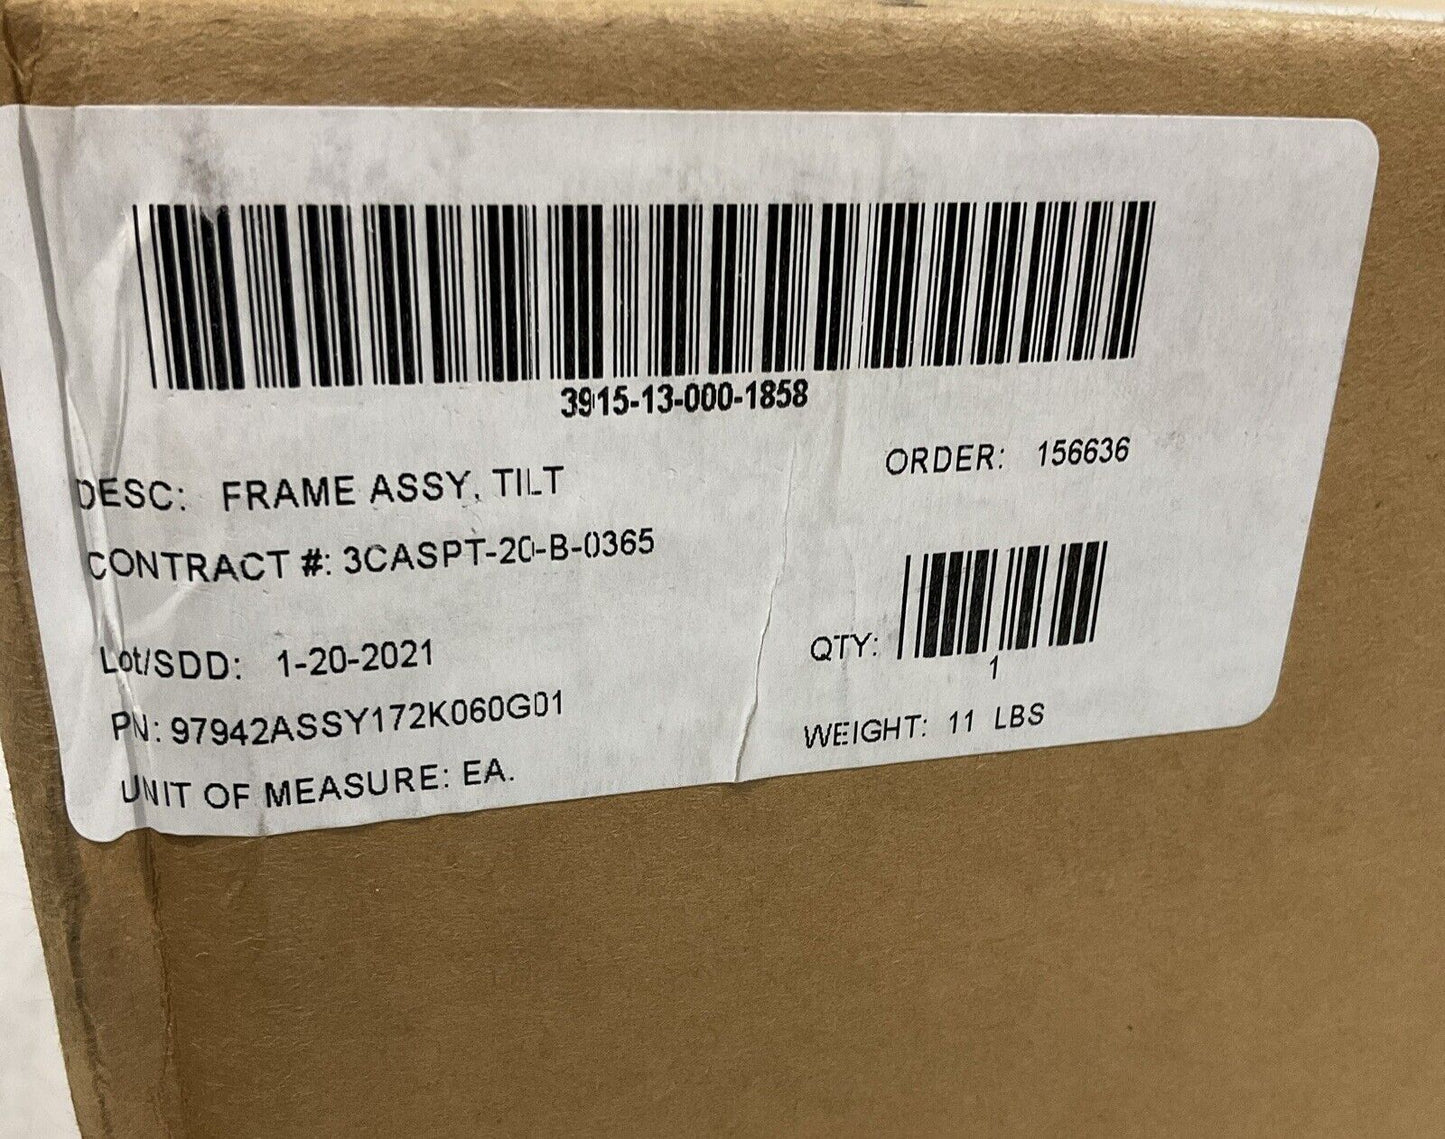 3915-13-000-1858
DESC: FRAME ASSY, TILT
ORDER: 156636
CONTRACT #: 3CASPT-20-B-0365
Lot/SDD: 1-20-2021
QTY:
1
PN: 97942ASSY172K060G01
WEIGHT: 11 LBS
UNIT OF MEASURE: EA.